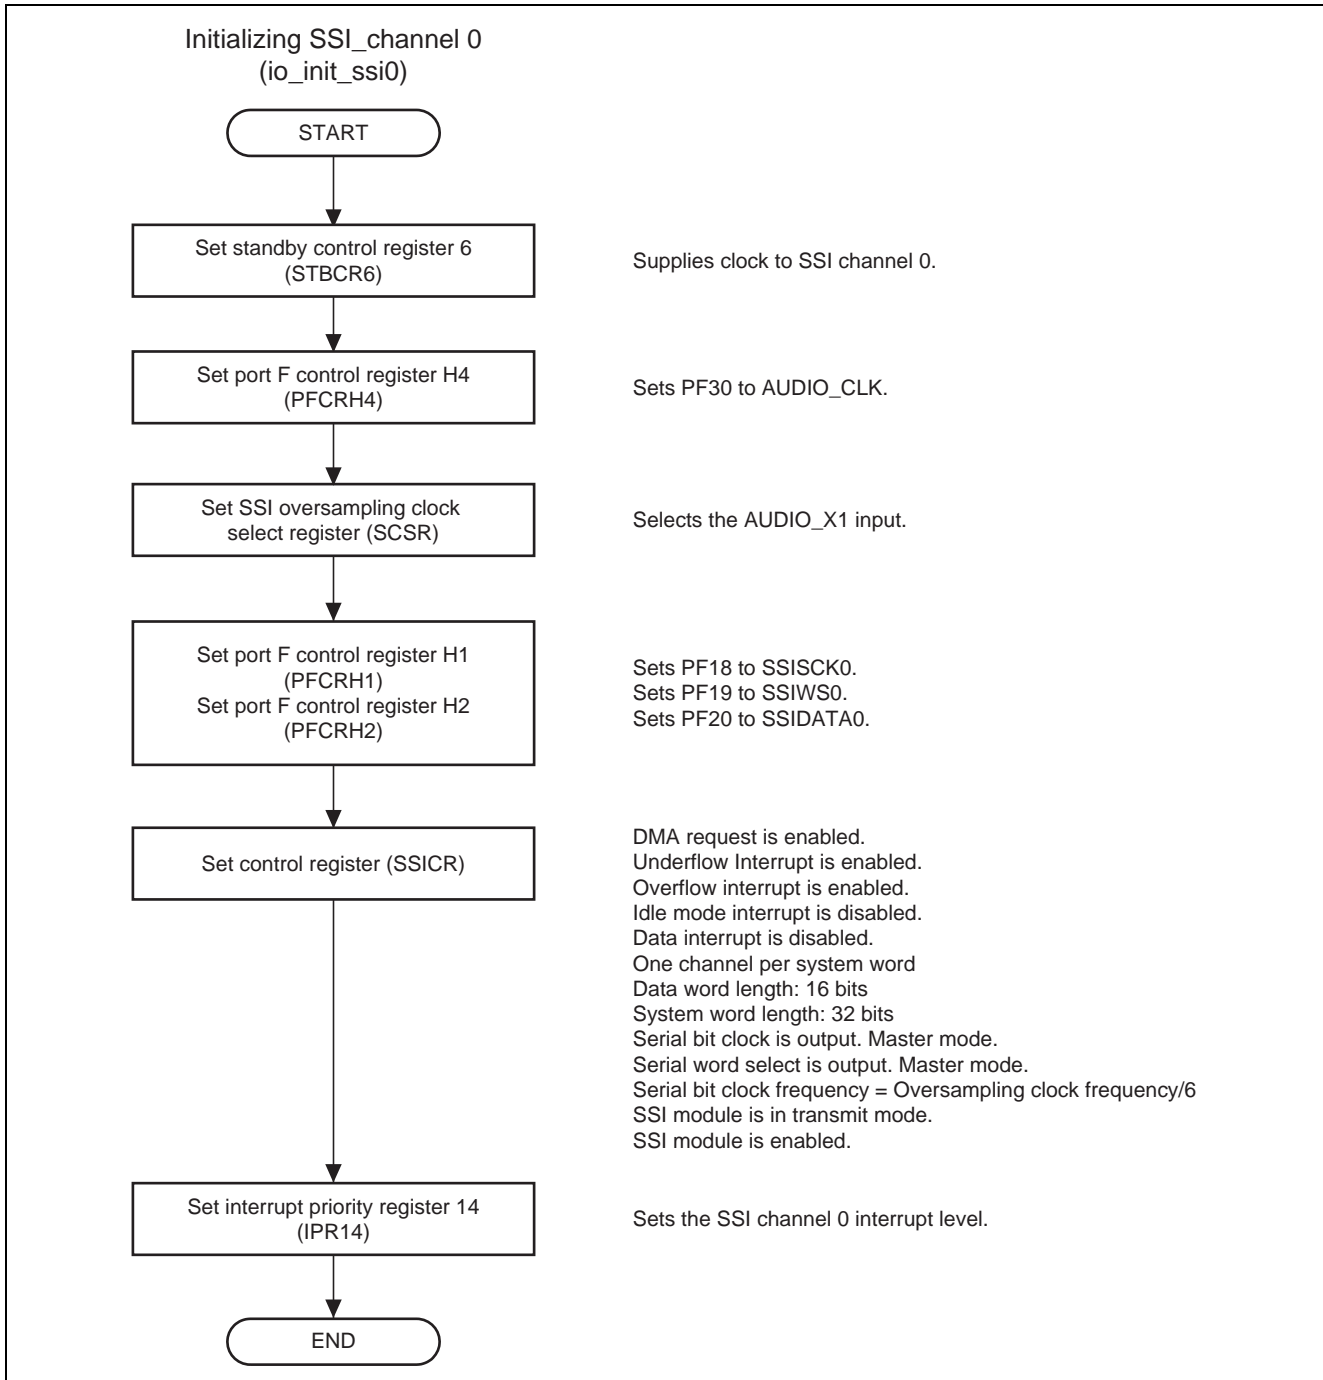 Initializing SSI_channel 0
(io_init_ssi0)
START
Set standby control register 6
(STBCR6)
Supplies clock to SSI channel 0.
Set port F control register H4
(PFCRH4)
Sets PF30 to AUDIO_CLK.
Set SSI oversampling clock
select register (SCSR)
Selects the AUDIO_X1 input.
Set port F control register H1
(PFCRH1)
Set port F control register H2
(PFCRH2)
Sets PF18 to SSISCK0.
Sets PF19 to SSIWS0.
Sets PF20 to SSIDATA0.
Set control register (SSICR)
DMA request is enabled.
Underflow Interrupt is enabled.
Overflow interrupt is enabled.
Idle mode interrupt is disabled.
Data interrupt is disabled.
One channel per system word
Data word length: 16 bits
System word length: 32 bits
Serial bit clock is output. Master mode.
Serial word select is output. Master mode.
Serial bit clock frequency = Oversampling clock frequency/6
SSI module is in transmit mode.
SSI module is enabled.
Set interrupt priority register 14
(IPR14)
Sets the SSI channel 0 interrupt level.
END